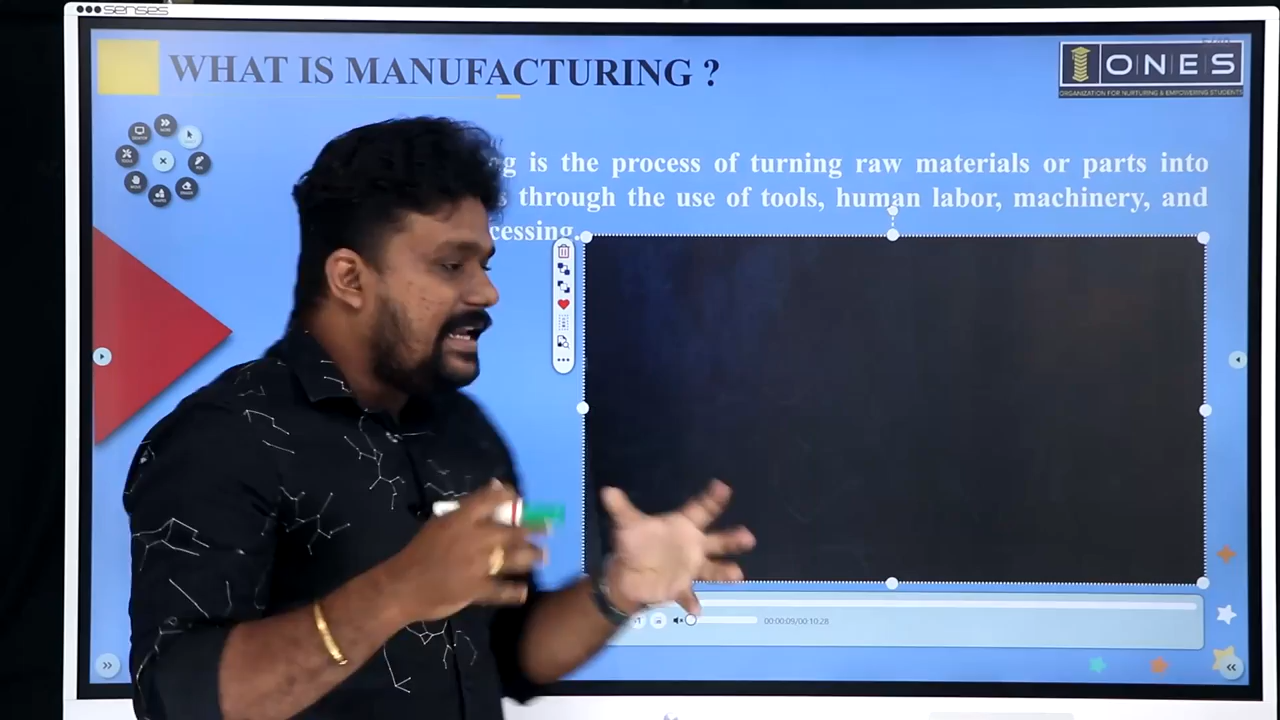 senses
WHAT IS MANUFACTURING ?
ONES
ORGANIZATION FOR NURTURING & EMPOWERING STUDENTS
is the process of turning raw materials or parts into
through the use of tools, human labor, machinery, and
00:00:09/00:10:28